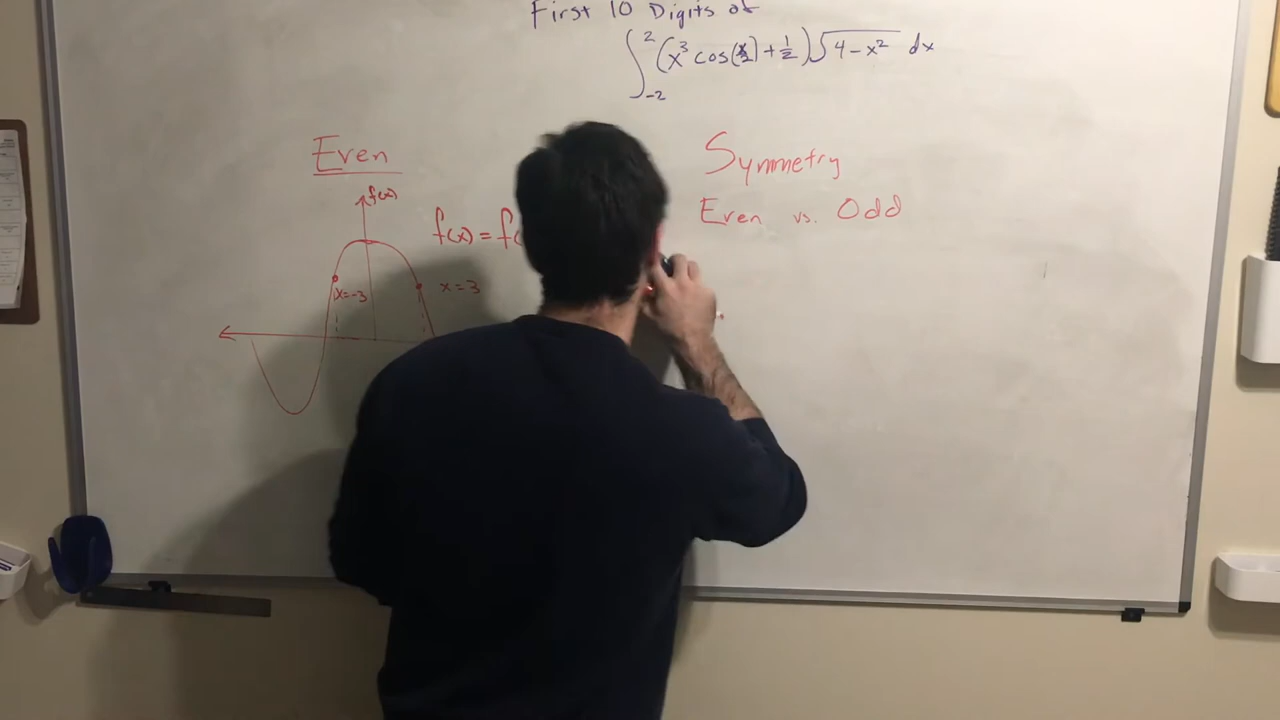 First 10 Digits of
∫_{-2}^{2} (x³ cos(x/2) + 1/2) √(4 - x²) dx
Even
Symmetry
Even vs. Odd
f(x)
f(x) = f(
x=-3
x=3